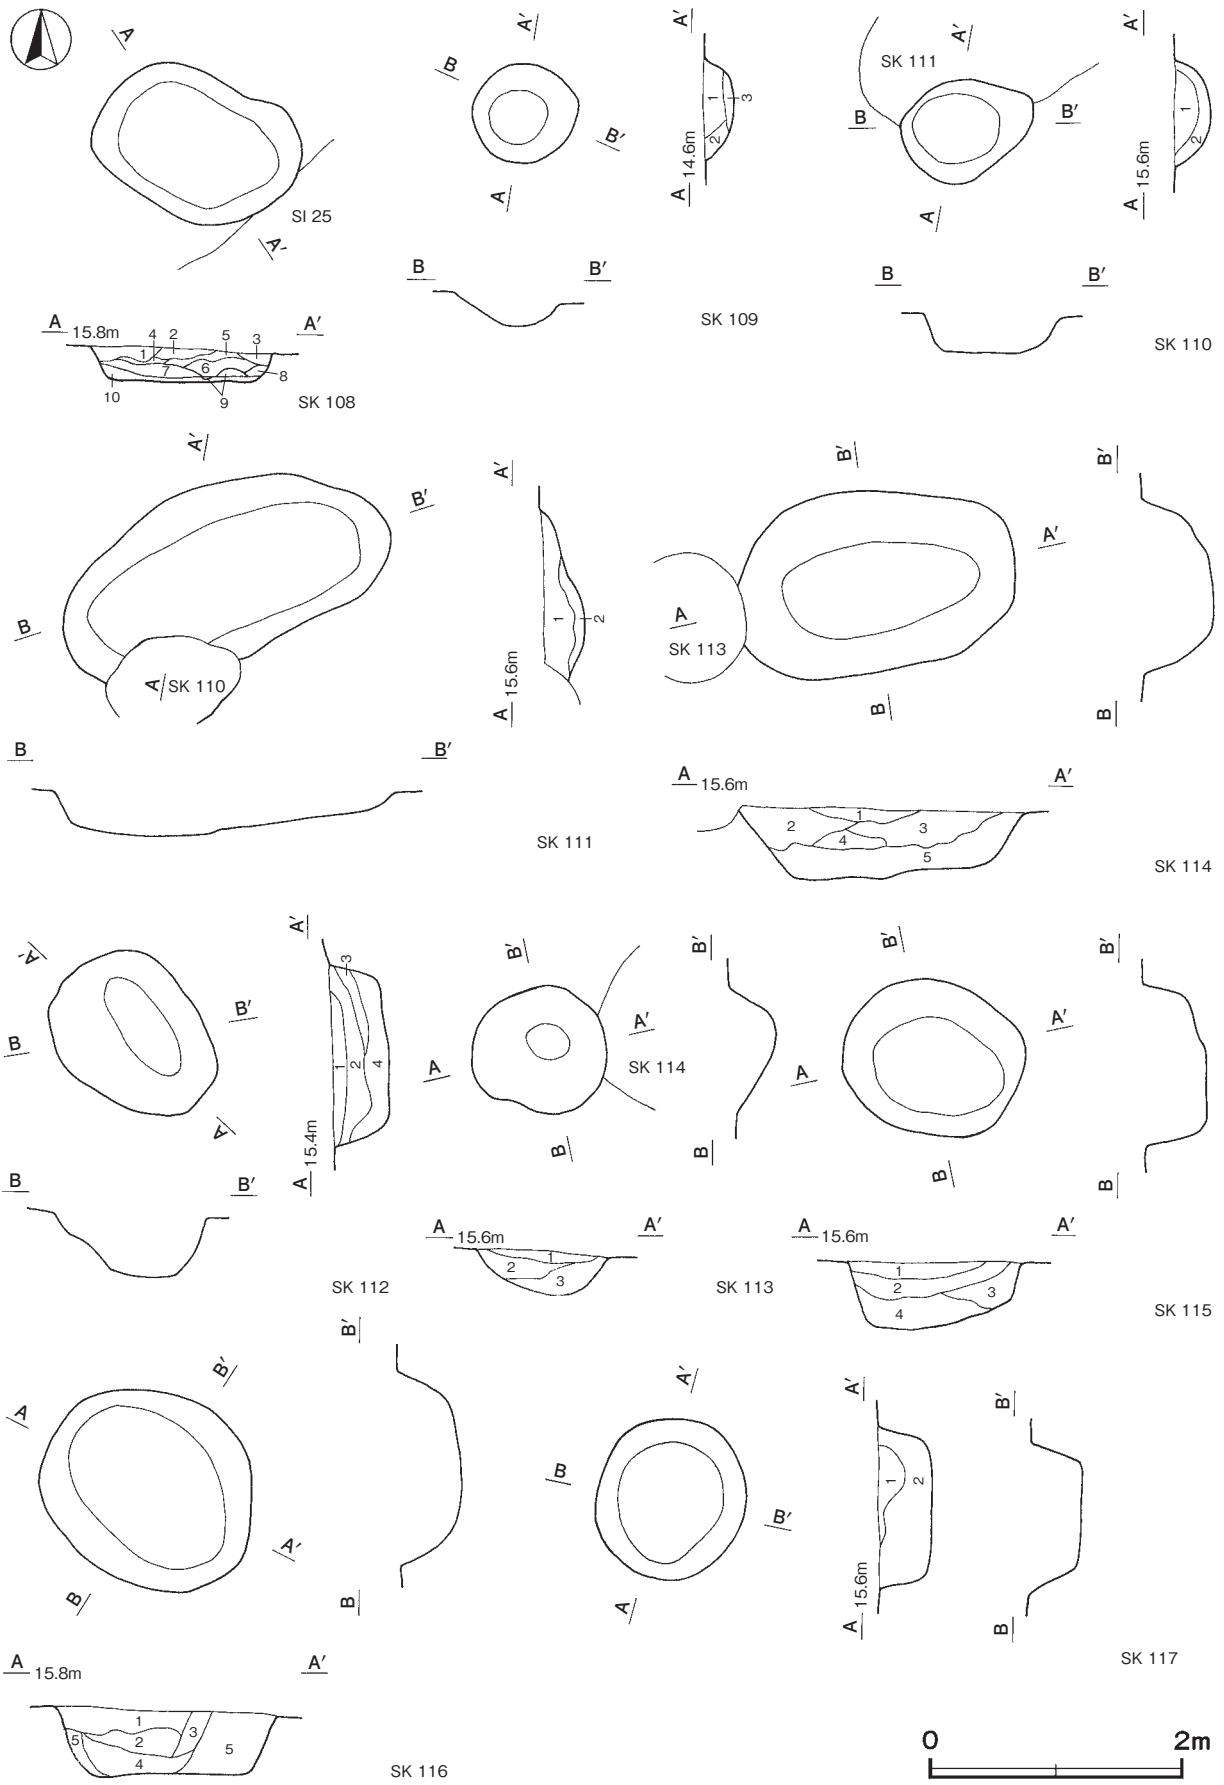 A
A'
SI 25
A 15.8m A'
4 2 5 3
1
7 6 8
10 9
SK 108
A'
B
B'
A
A'
1 3
2
A 14.6m
B B'
SK 109
SK 111
A'
B B'
A
A'
1
2
A 15.6m
B B'
SK 110
A'
B'
B
A SK 110
A'
1 2
A 15.6m
B B'
SK 111
B'
A'
A
SK 113
B
B'
B
A 15.6m A'
1
2 3
4
5
SK 114
A'
B'
B
A
A'
3
1 2 4
A 15.4m
B B'
SK 112
B'
A'
SK 114
A
B
B'
B
A 15.6m A'
1
2
3
SK 113
B'
A'
A
B
B'
B
A 15.6m A'
1
2 3
4
SK 115
B'
A
A'
B
B'
B
A 15.8m A'
1
5 2 3 5
4
SK 116
A'
B
B'
A
A'
1 2
A 15.6m
B'
B
SK 117
0 2m